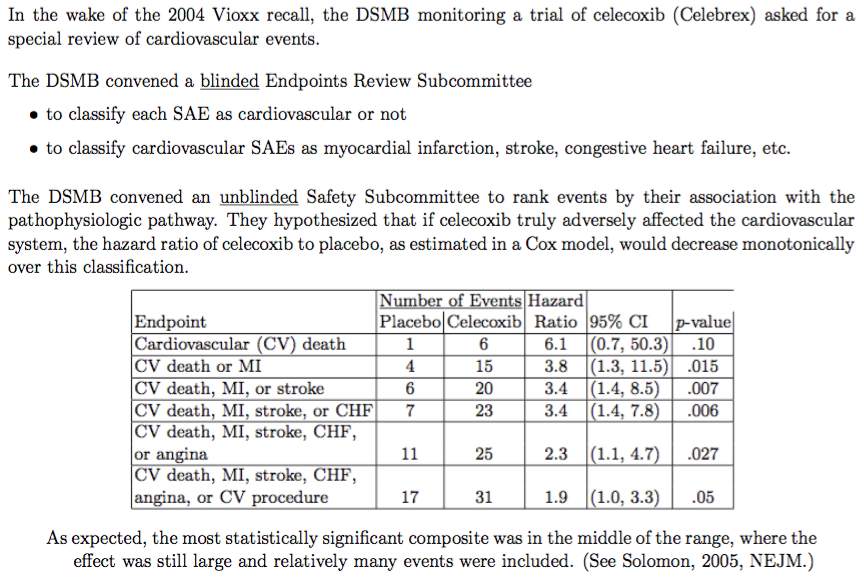 In the wake of the 2004 Vioxx recall, the DSMB monitoring a trial of celecoxib (Celebrex) asked for a
special review of cardiovascular events.
The DSMB convened a blinded Endpoints Review Subcommittee
• to classify each SAE as cardiovascular or not
• to classify cardiovascular SAEs as myocardial infarction, stroke, congestive heart failure, etc.
The DSMB convened an unblinded Safety Subcommittee to rank events by their association with the
pathophysiologic pathway. They hypothesized that if celecoxib truly adversely affected the cardiovascular
system, the hazard ratio of celecoxib to placebo, as estimated in a Cox model, would decrease monotonically
over this classification.
Number of Events Hazard
Endpoint Placebo Celecoxib Ratio 95% CI p-value
Cardiovascular (CV) death 1 6 6.1 (0.7, 50.3) .10
CV death or MI 4 15 3.8 (1.3, 11.5) .015
CV death, MI, or stroke 6 20 3.4 (1.4, 8.5) .007
CV death, MI, stroke, or CHF 7 23 3.4 (1.4, 7.8) .006
CV death, MI, stroke, CHF,
or angina 11 25 2.3 (1.1, 4.7) .027
CV death, MI, stroke, CHF,
angina, or CV procedure 17 31 1.9 (1.0, 3.3) .05
As expected, the most statistically significant composite was in the middle of the range, where the
effect was still large and relatively many events were included. (See Solomon, 2005, NEJM.)